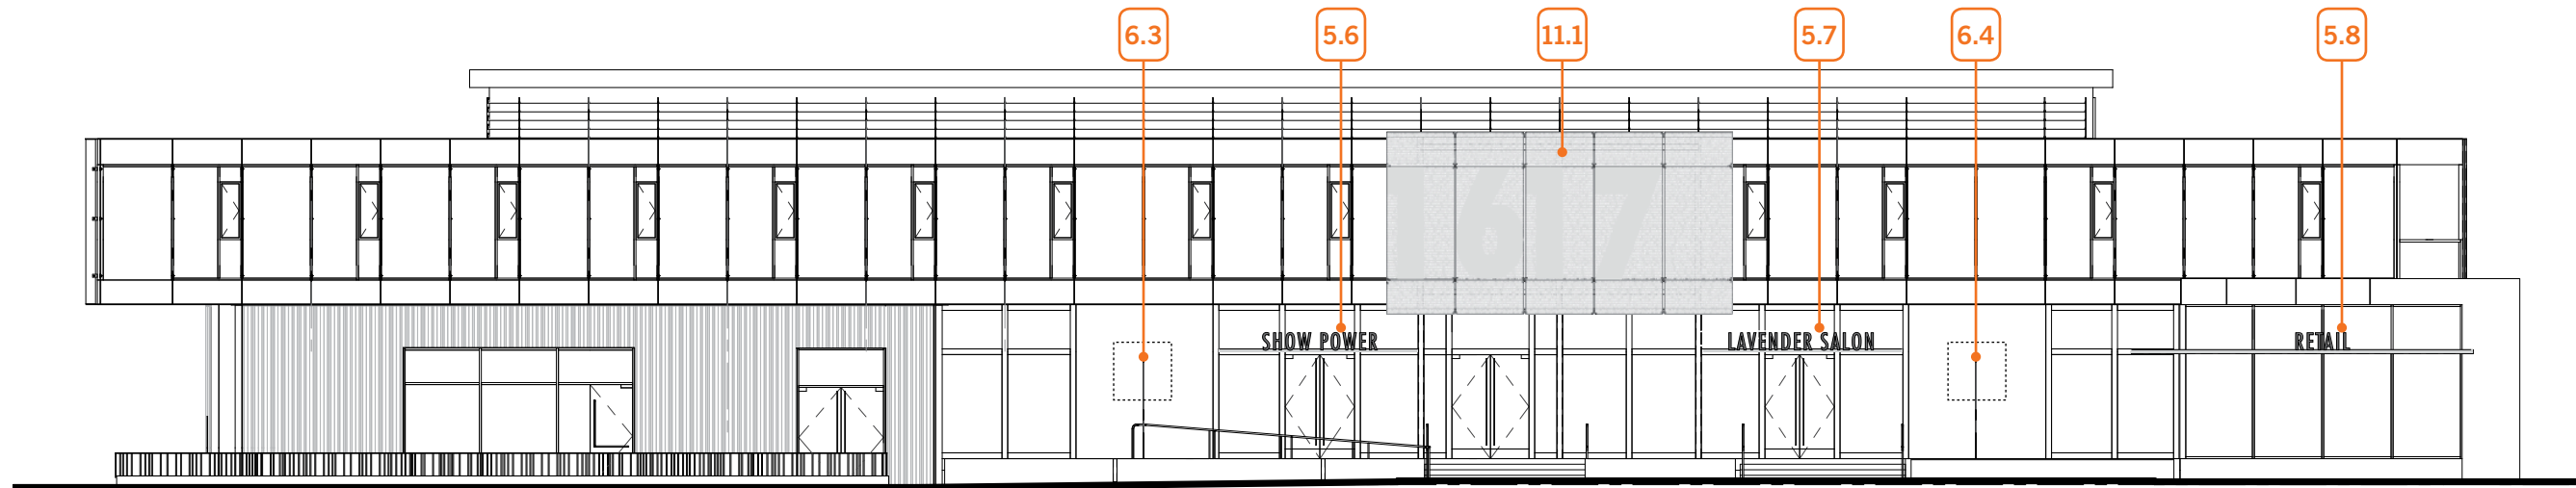 6.3
5.6
11.1
5.7
6.4
5.8
1617
SHOW POWER
LAVENDER SALON
RETAIL